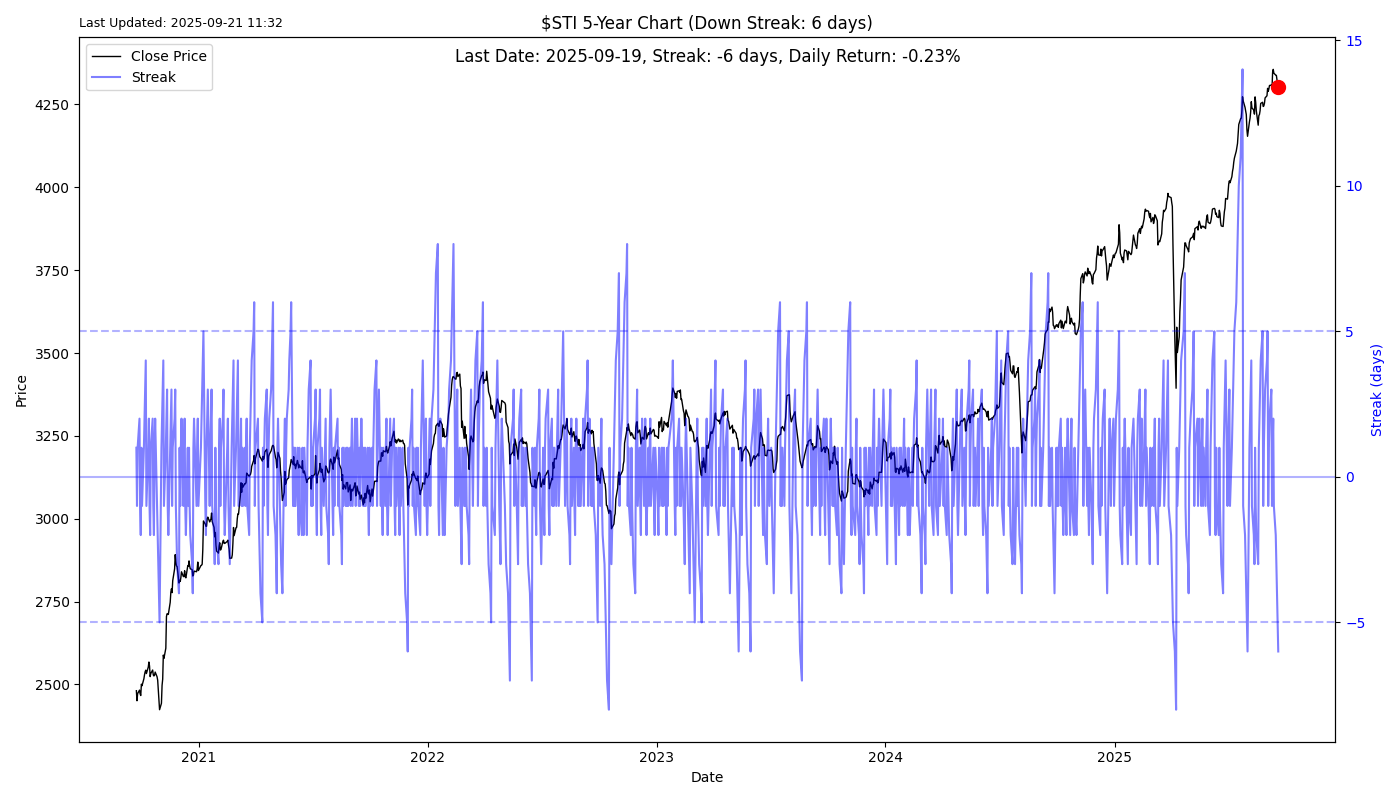 Last Updated: 2025-09-21 11:32
$STI 5-Year Chart (Down Streak: 6 days)
Last Date: 2025-09-19, Streak: -6 days, Daily Return: -0.23%
Close Price
Streak
Price
4250
4000
3750
3500
3250
3000
2750
2500
15
10
5
0
−5
Streak (days)
2021
2022
2023
2024
2025
Date